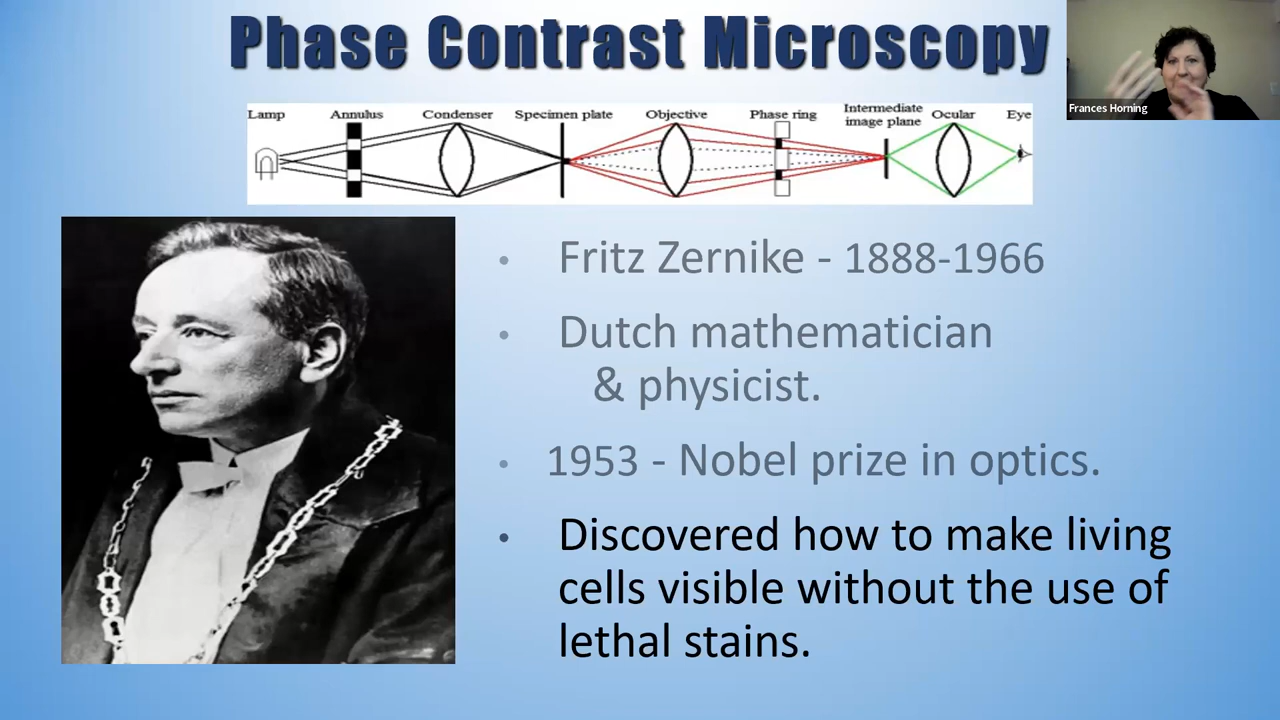 Phase Contrast Microscopy
Frances Horning
Lamp Annulus Condenser Specimen plate Objective Phase ring Intermediate image plane Ocular Eye
• Fritz Zernike - 1888-1966
• Dutch mathematician
& physicist.
• 1953 - Nobel prize in optics.
• Discovered how to make living
cells visible without the use of
lethal stains.